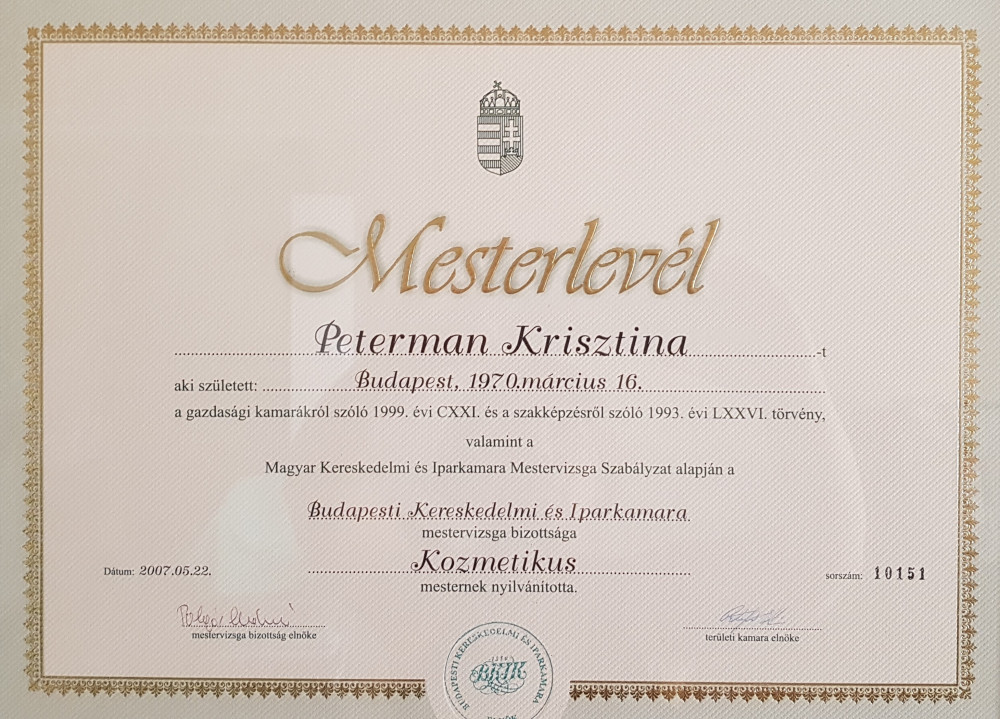 Mesterlevél
Peterman Krisztina -t
aki született: Budapest, 1970.március 16.
a gazdasági kamarákról szóló 1999. évi CXXI. és a szakképzésről szóló 1993. évi LXXVI. törvény,
valamint a
Magyar Kereskedelmi és Iparkamara Mestervizsga Szabályzat alapján a
Budapesti Kereskedelmi és Iparkamara
mestervizsga bizottsága
Kozmetikus
mesternek nyilvánította.
Dátum: 2007.05.22.
sorszám: 10151
mestervizsga bizottság elnöke
területi kamara elnöke
BUDAPESTI KERESKEDELMI ÉS IPARKAMARA
BKIK